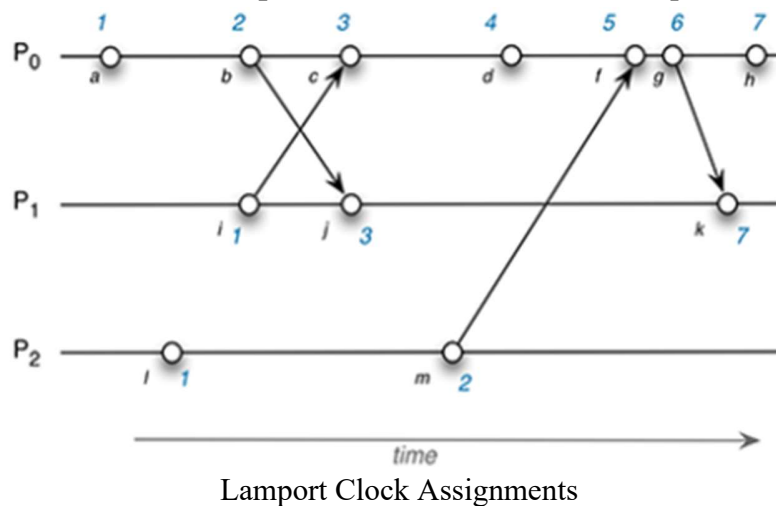 1 2 3 4 5 6 7
P0
a b c d f g h
P1
i 1 j 3 k 7
P2
l 1 m 2
time
Lamport Clock Assignments